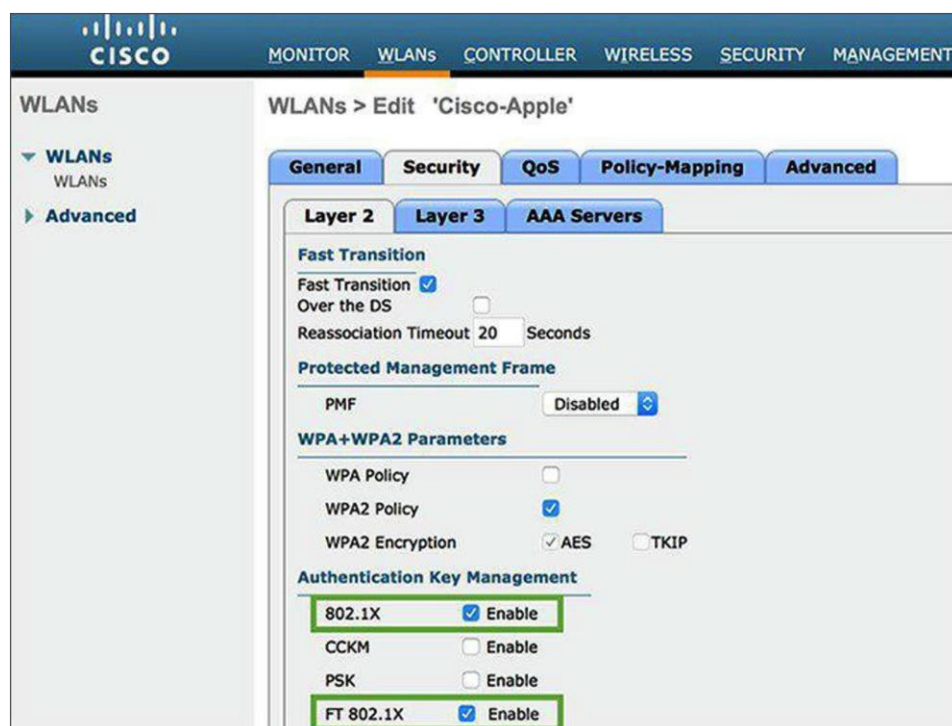 CISCO
MONITOR WLANs CONTROLLER WIRELESS SECURITY MANAGEMENT
WLANs
WLANs
WLANs
Advanced
WLANs > Edit 'Cisco-Apple'
General Security QoS Policy-Mapping Advanced
Layer 2 Layer 3 AAA Servers
Fast Transition
Fast Transition
Over the DS
Reassociation Timeout 20 Seconds
Protected Management Frame
PMF Disabled
WPA+WPA2 Parameters
WPA Policy
WPA2 Policy
WPA2 Encryption AES TKIP
Authentication Key Management
802.1X Enable
CCKM Enable
PSK Enable
FT 802.1X Enable